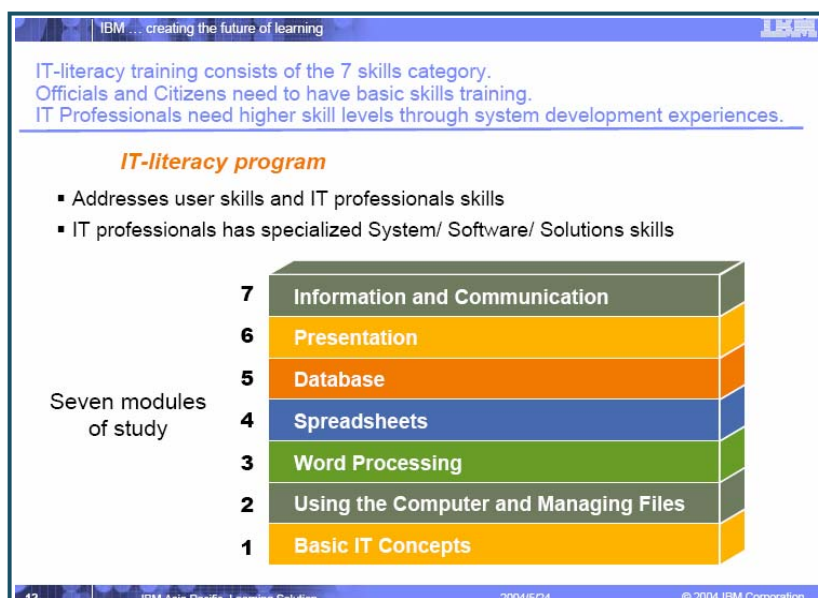 IBM … creating the future of learning
IBM
IT-literacy training consists of the 7 skills category.
Officials and Citizens need to have basic skills training.
IT Professionals need higher skill levels through system development experiences.
IT-literacy program
▪ Addresses user skills and IT professionals skills
▪ IT professionals has specialized System/ Software/ Solutions skills
7 Information and Communication
6 Presentation
5 Database
Seven modules
of study
4 Spreadsheets
3 Word Processing
2 Using the Computer and Managing Files
1 Basic IT Concepts
12 IBM Asia Pacific Learning Solution 2004/5/24 © 2004 IBM Corporation